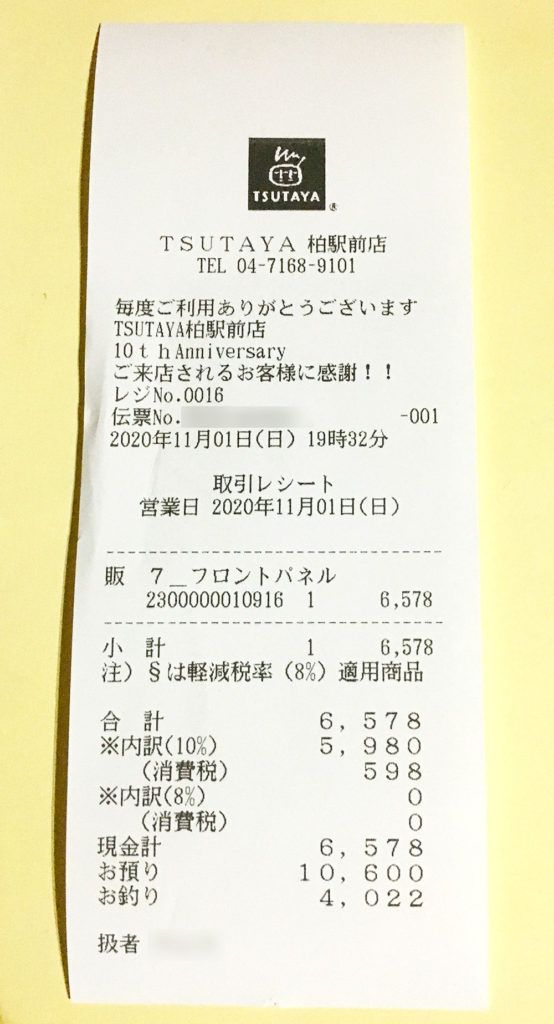 TSUTAYA
®
TSUTAYA 柏駅前店
TEL 04-7168-9101
毎度ご利用ありがとうございます
TSUTAYA柏駅前店
10th Anniversary
ご来店されるお客様に感謝!!
レジNo.0016
伝票No. -001
2020年11月01日(日) 19時32分
取引レシート
営業日 2020年11月01日(日)
販 7_フロントパネル
2300000010916 1 6,578
小 計 1 6,578
注) §は軽減税率(8%)適用商品
合 計 6,578
※内訳(10%) 5,980
(消費税) 598
※内訳(8%) 0
(消費税) 0
現金計 6,578
お預り 10,600
お釣り 4,022
扱者